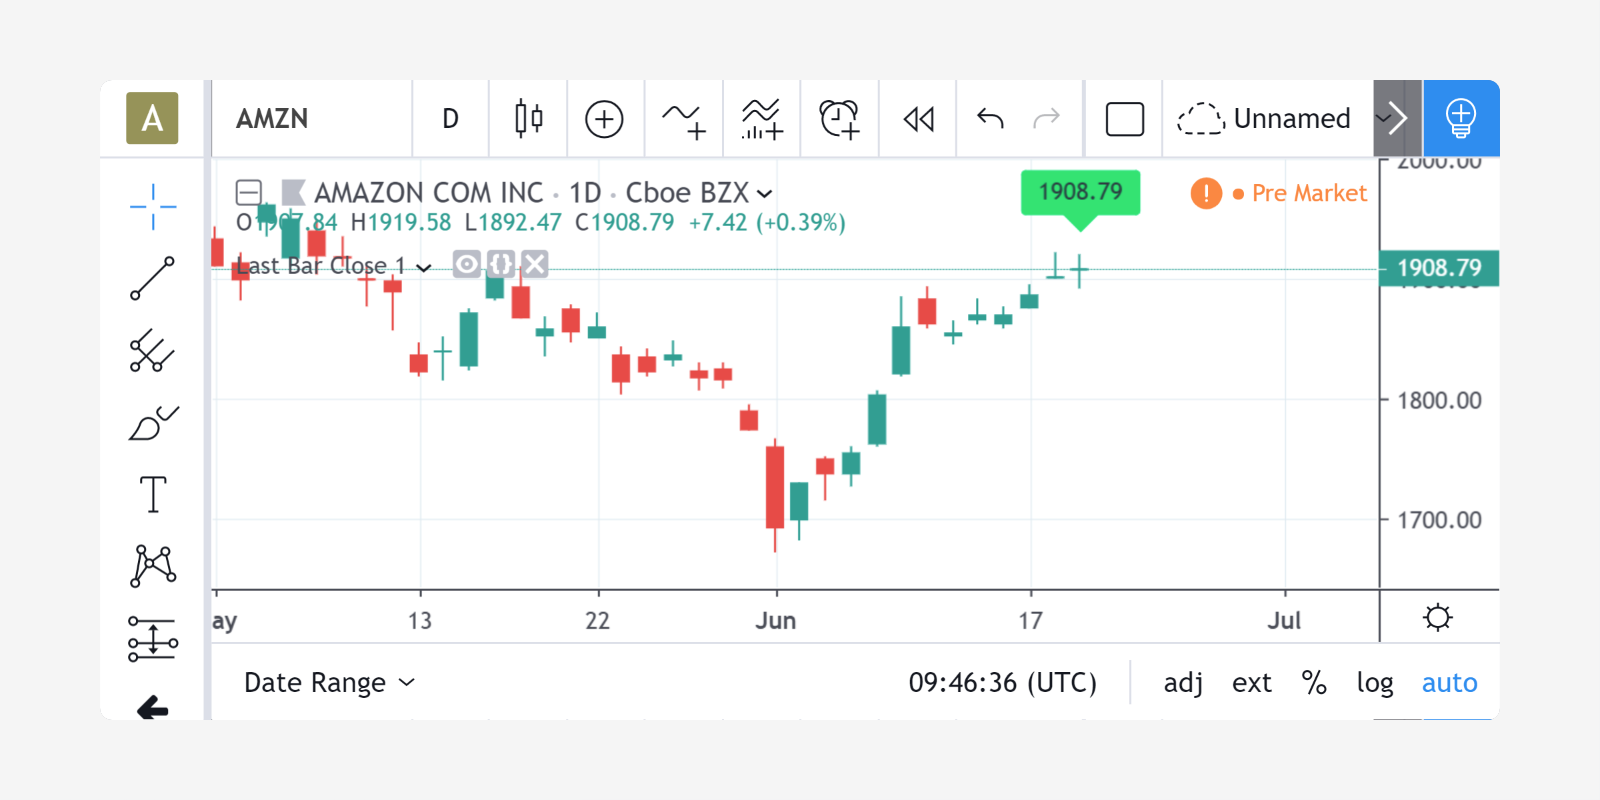 A
AMZN D Unnamed
AMAZON COM INC · 1D · Cboe BZX
1908.79
Pre Market
2000.00
O1907.84 H1919.58 L1892.47 C1908.79 +7.42 (+0.39%)
Last Bar Close 1
1908.79
1800.00
1700.00
T
ay 13 22 Jun 17 Jul
Date Range 09:46:36 (UTC) adj ext % log auto